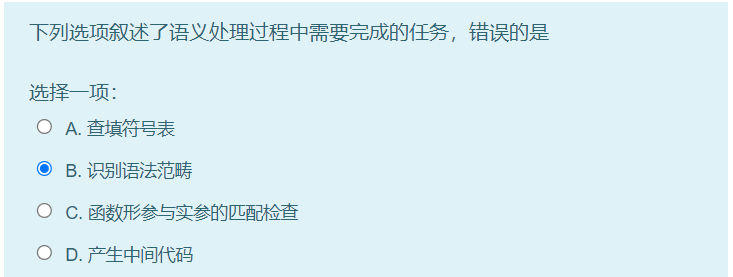 下列选项叙述了语义处理过程中需要完成的任务，错误的是
选择一项：
A. 查填符号表
B. 识别语法范畴
C. 函数形参与实参的匹配检查
D. 产生中间代码